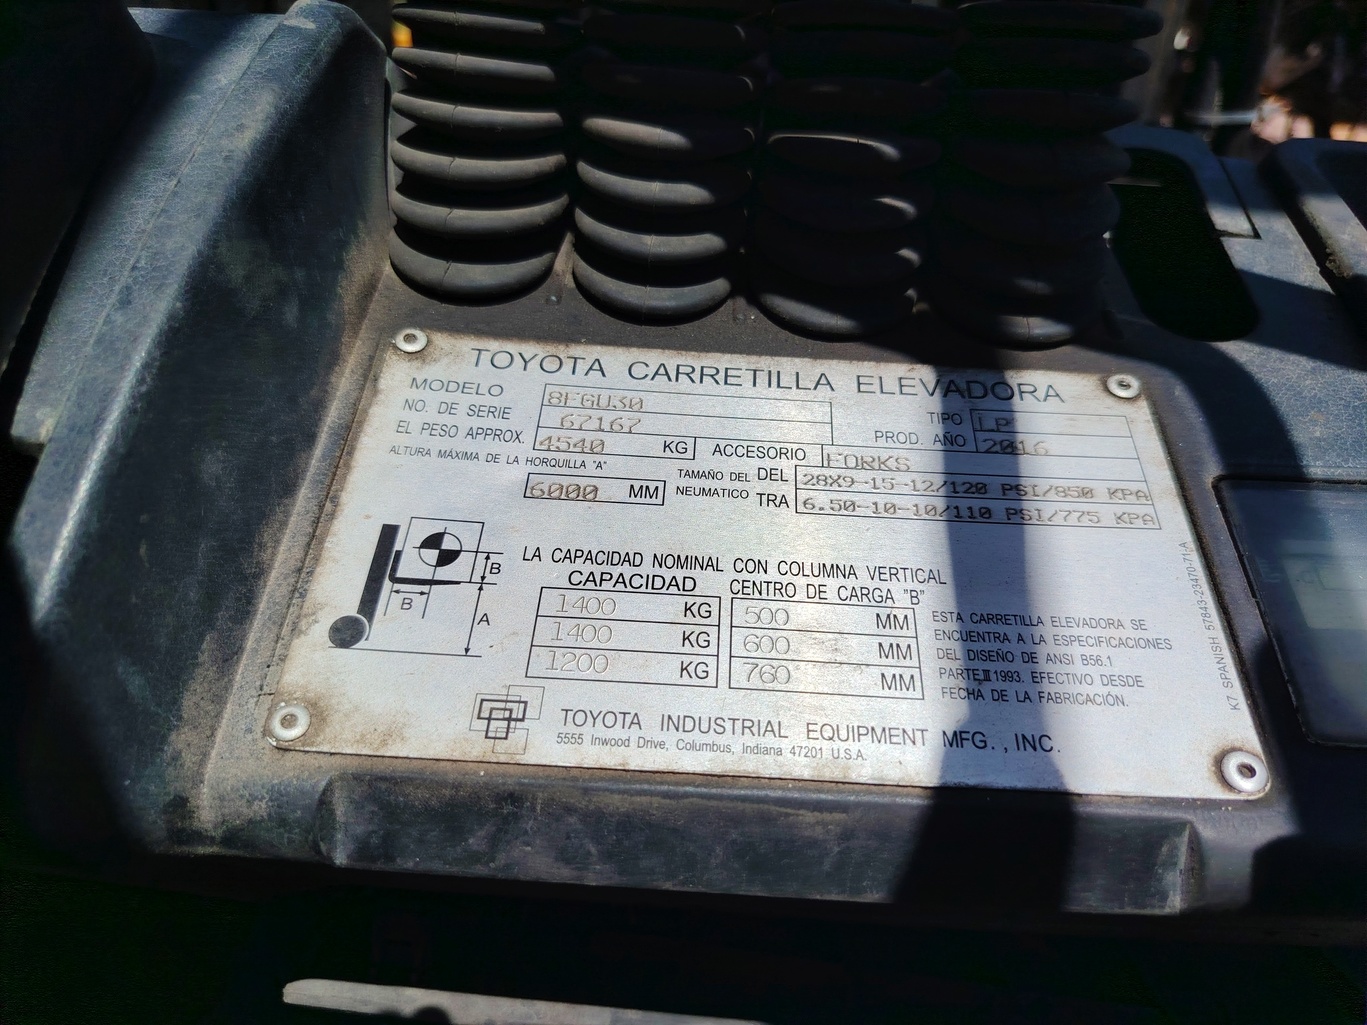 TOYOTA CARRETILLA ELEVADORA
MODELO 8FGU30 TIPO LP
NO. DE SERIE 67167 PROD. AÑO 2016
EL PESO APPROX. 4540 KG ACCESORIO FORKS
ALTURA MÁXIMA DE LA HORQUILLA "A"
6000 MM
TAMAÑO DEL NEUMATICO
DEL 28X9-15-12/120 PSI/850 KPA
TRA 6.50-10-10/110 PSI/775 KPA
B
B
A
LA CAPACIDAD NOMINAL CON COLUMNA VERTICAL
CAPACIDAD CENTRO DE CARGA "B"
1400 KG 500 MM
1400 KG 600 MM
1200 KG 760 MM
ESTA CARRETILLA ELEVADORA SE
ENCUENTRA A LA ESPECIFICACIONES
DEL DISEÑO DE ANSI B56.1
PARTE III 1993. EFECTIVO DESDE
FECHA DE LA FABRICACIÓN.
K7 SPANISH 57843-23470-71-A
TOYOTA INDUSTRIAL EQUIPMENT MFG., INC.
5555 Inwood Drive, Columbus, Indiana 47201 U.S.A.